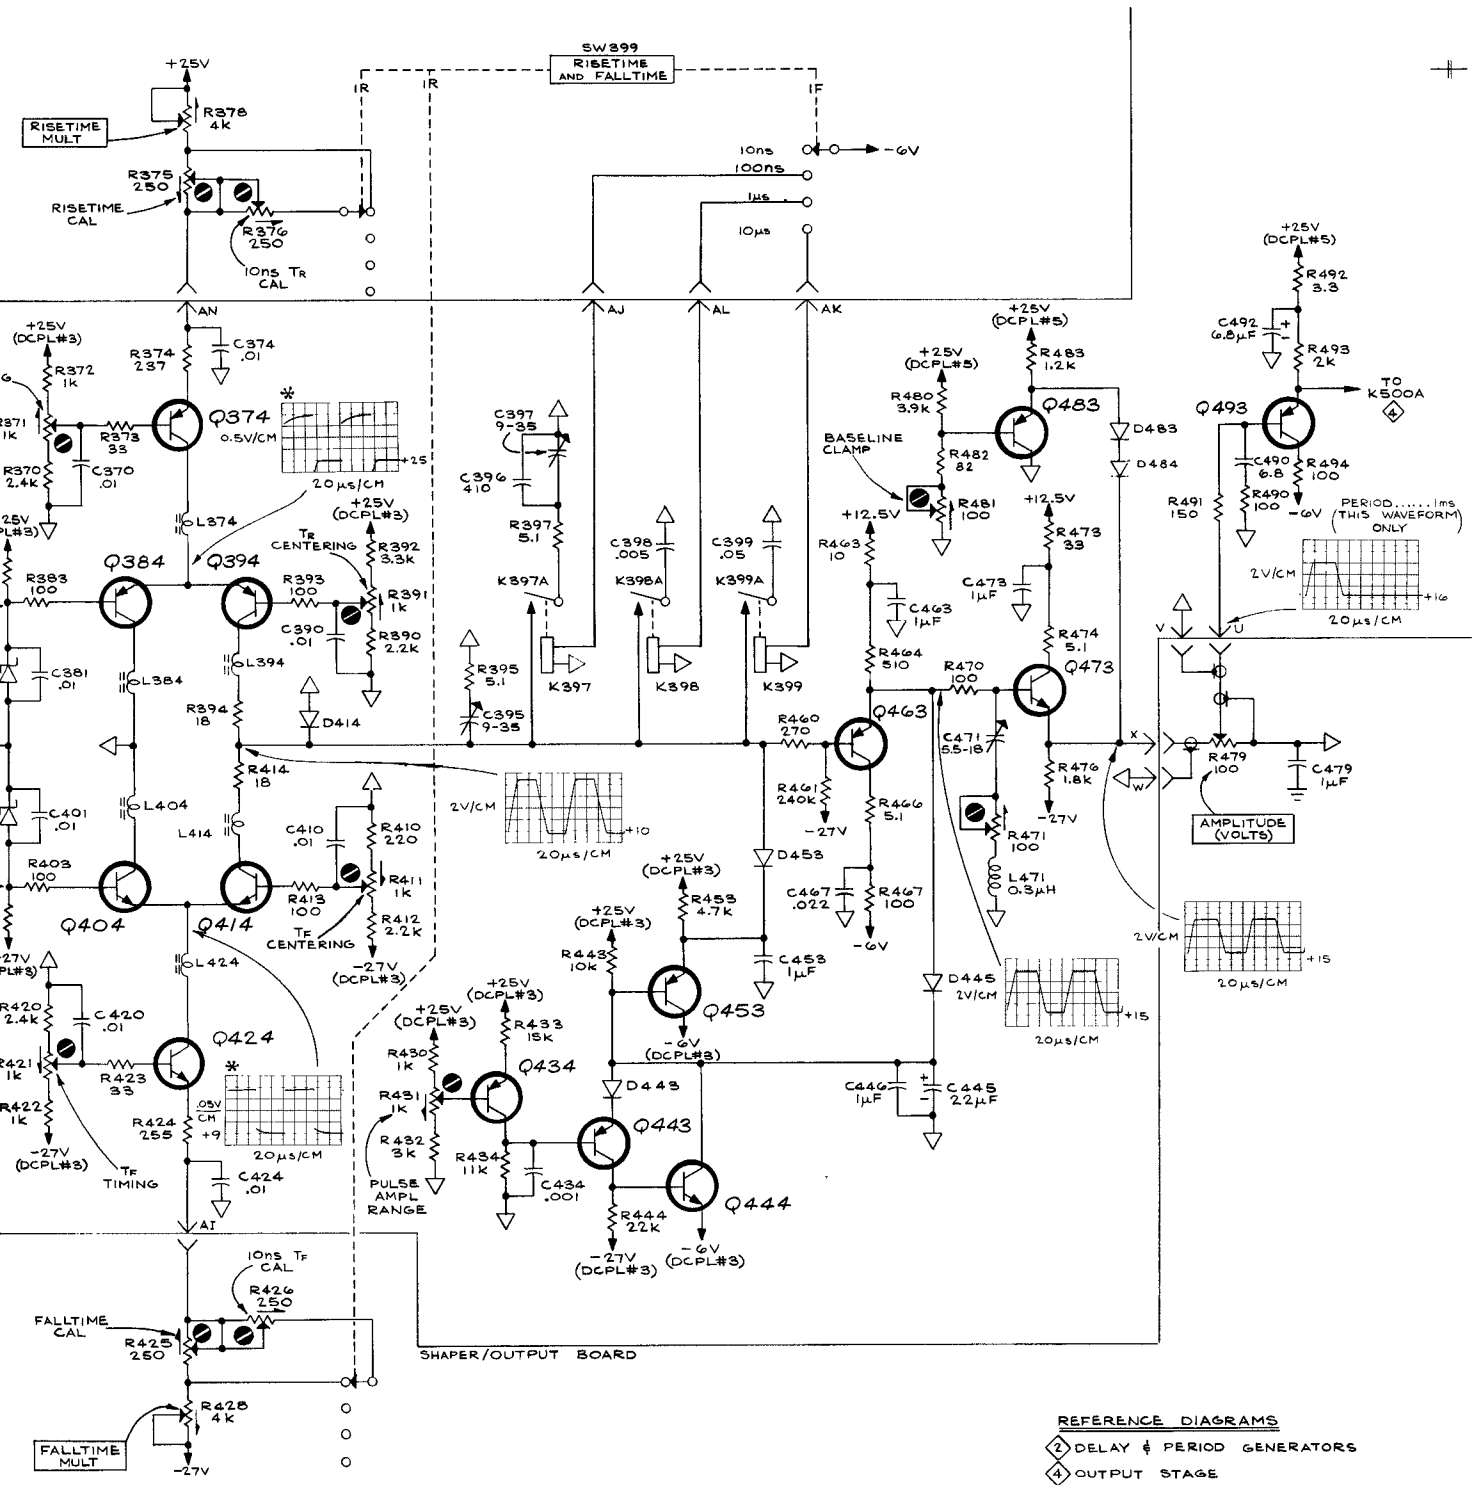 SW399
RISETIME
AND FALLTIME
1R
1R
1F
+25V
R378
4K
RISETIME
MULT
R375
250
RISETIME
CAL
R376
250
10ns TR
CAL
10ns
-6V
100ns
1µs
10µs
AN
AJ
AL
AK
+25V
(DCPL#3)
R372
1K
R371
1K
R370
2.4K
R373
33
C370
.01
R374
237
C374
.01
Q374
*
0.5V/CM
+25
20µs/CM
L374
+25V
(DCPL#3)
TR
CENTERING
R392
3.3K
R391
1K
R390
2.2K
Q384
Q394
R383
100
R393
100
C390
.01
C381
.01
L384
L394
R394
18
D414
R414
18
C401
.01
L404
L414
C410
.01
R410
220
R411
1K
R412
2.2K
R403
100
R413
100
Q404
Q414
TF
CENTERING
-27V
(DCPL#3)
L424
R420
2.4K
C420
.01
R421
1K
R423
33
R422
1K
-27V
(DCPL#3)
TF
TIMING
Q424
*
.05V
CM
+9
20µs/CM
R424
255
C424
.01
AI
10ns TF
CAL
R426
250
FALLTIME
CAL
R425
250
R428
4K
FALLTIME
MULT
-27V
C397
9-35
C396
410
R397
5.1
C398
.005
C399
.05
K397A
K398A
K399A
K397
K398
K399
R395
5.1
C395
9-35
2V/CM
+10
20µs/CM
+25V
(DCPL#5)
R480
3.9K
BASELINE
CLAMP
R482
82
R481
100
+25V
(DCPL#5)
R483
1.2K
Q483
D483
D484
+12.5V
R463
10
C463
1µF
R464
510
+12.5V
R473
33
C473
1µF
R474
5.1
R470
100
Q473
Q463
R460
270
R461
240K
-27V
C471
5.5-18
R476
1.8K
-27V
R466
5.1
R471
100
L471
0.3µH
D453
C467
.022
R467
100
-6V
+25V
(DCPL#3)
R453
4.7K
C453
1µF
Q453
-6V
(DCPL#3)
+25V
(DCPL#3)
R443
10K
D445
2V/CM
+15
20µs/CM
2V/CM
+15
20µs/CM
+25V
(DCPL#3)
R430
1K
R431
1K
R432
3K
PULSE
AMPL
RANGE
+25V
(DCPL#3)
R433
15K
Q434
R434
11K
C434
.001
D443
Q443
R444
22K
-27V
(DCPL#3)
Q444
-6V
(DCPL#3)
C446
1µF
C445
22µF
+25V
(DCPL#5)
R492
3.3
C492
6.8µF
R493
2K
TO
K500A
4
Q493
C490
6.8
R494
100
R490
100
-6V
R491
150
PERIOD......1ms
(THIS WAVEFORM)
ONLY
2V/CM
+16
20µs/CM
V
U
X
W
R479
100
C479
1µF
AMPLITUDE
(VOLTS)
SHAPER/OUTPUT BOARD
REFERENCE DIAGRAMS
2 DELAY & PERIOD GENERATORS
4 OUTPUT STAGE